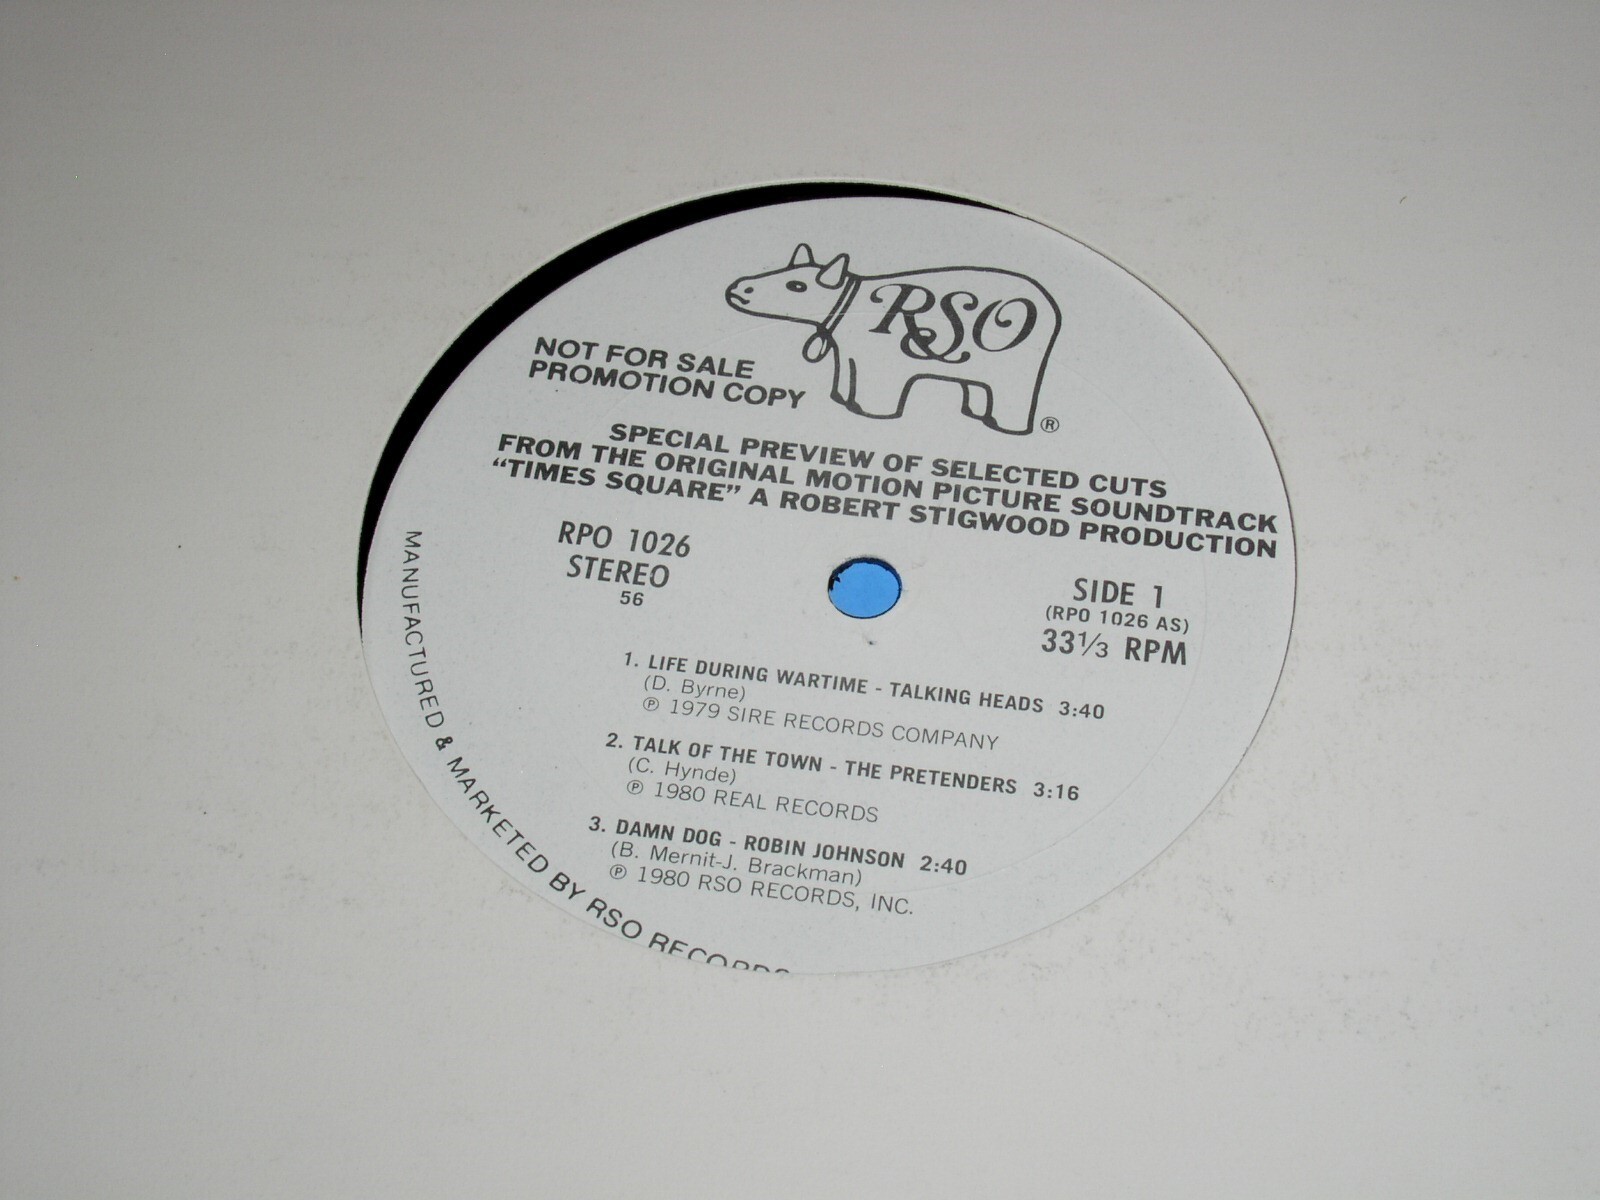 RSO
®
NOT FOR SALE
PROMOTION COPY
SPECIAL PREVIEW OF SELECTED CUTS
FROM THE ORIGINAL MOTION PICTURE SOUNDTRACK
“TIMES SQUARE” A ROBERT STIGWOOD PRODUCTION
RPO 1026
STEREO
56
SIDE 1
(RPO 1026 AS)
33⅓ RPM
1. LIFE DURING WARTIME - TALKING HEADS 3:40
(D. Byrne)
℗ 1979 SIRE RECORDS COMPANY
2. TALK OF THE TOWN - THE PRETENDERS 3:16
(C. Hynde)
℗ 1980 REAL RECORDS
3. DAMN DOG - ROBIN JOHNSON 2:40
(B. Mernit-J. Brackman)
℗ 1980 RSO RECORDS, INC.
MANUFACTURED & MARKETED BY RSO RECORDS